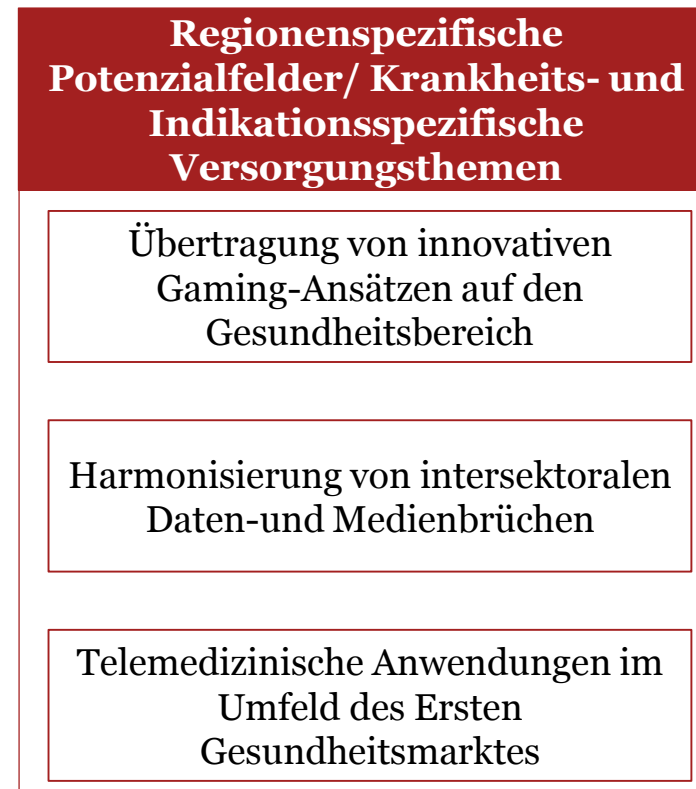 Regionenspezifische
Potenzialfelder/ Krankheits- und
Indikationsspezifische
Versorgungsthemen
Übertragung von innovativen
Gaming-Ansätzen auf den
Gesundheitsbereich
Harmonisierung von intersektoralen
Daten-und Medienbrüchen
Telemedizinische Anwendungen im
Umfeld des Ersten
Gesundheitsmarktes